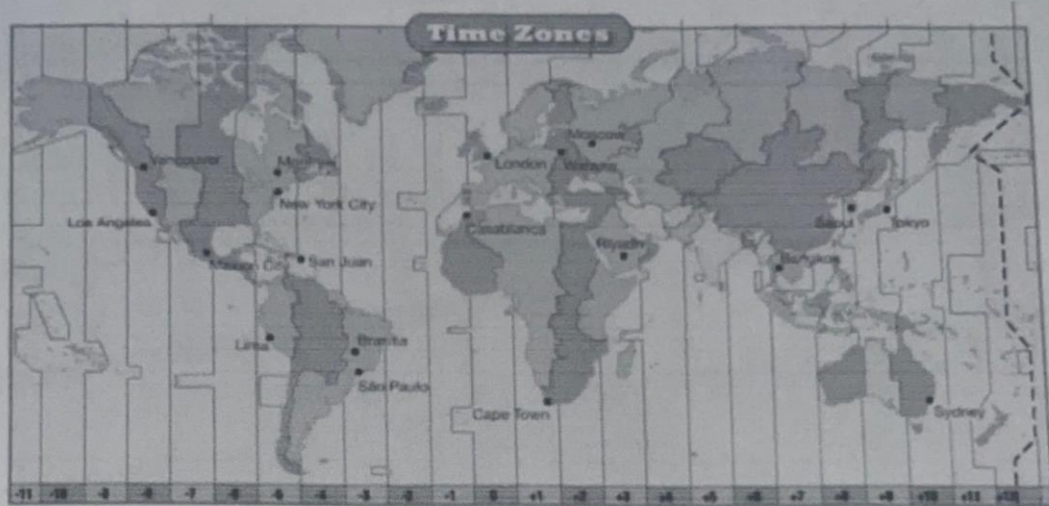 Time Zones
Moscow
Vancouver
Montreal
London
Warsaw
New York City
Los Angeles
Casablanca
Seoul
Tokyo
Riyadh
Mexico City
San Juan
Bangkok
Lima
Brasilia
São Paulo
Cape Town
Sydney
-11 -10 -9 -8 -7 -6 -5 -4 -3 -2 -1 0 +1 +2 +3 +4 +5 +6 +7 +8 +9 +10 +11 +12